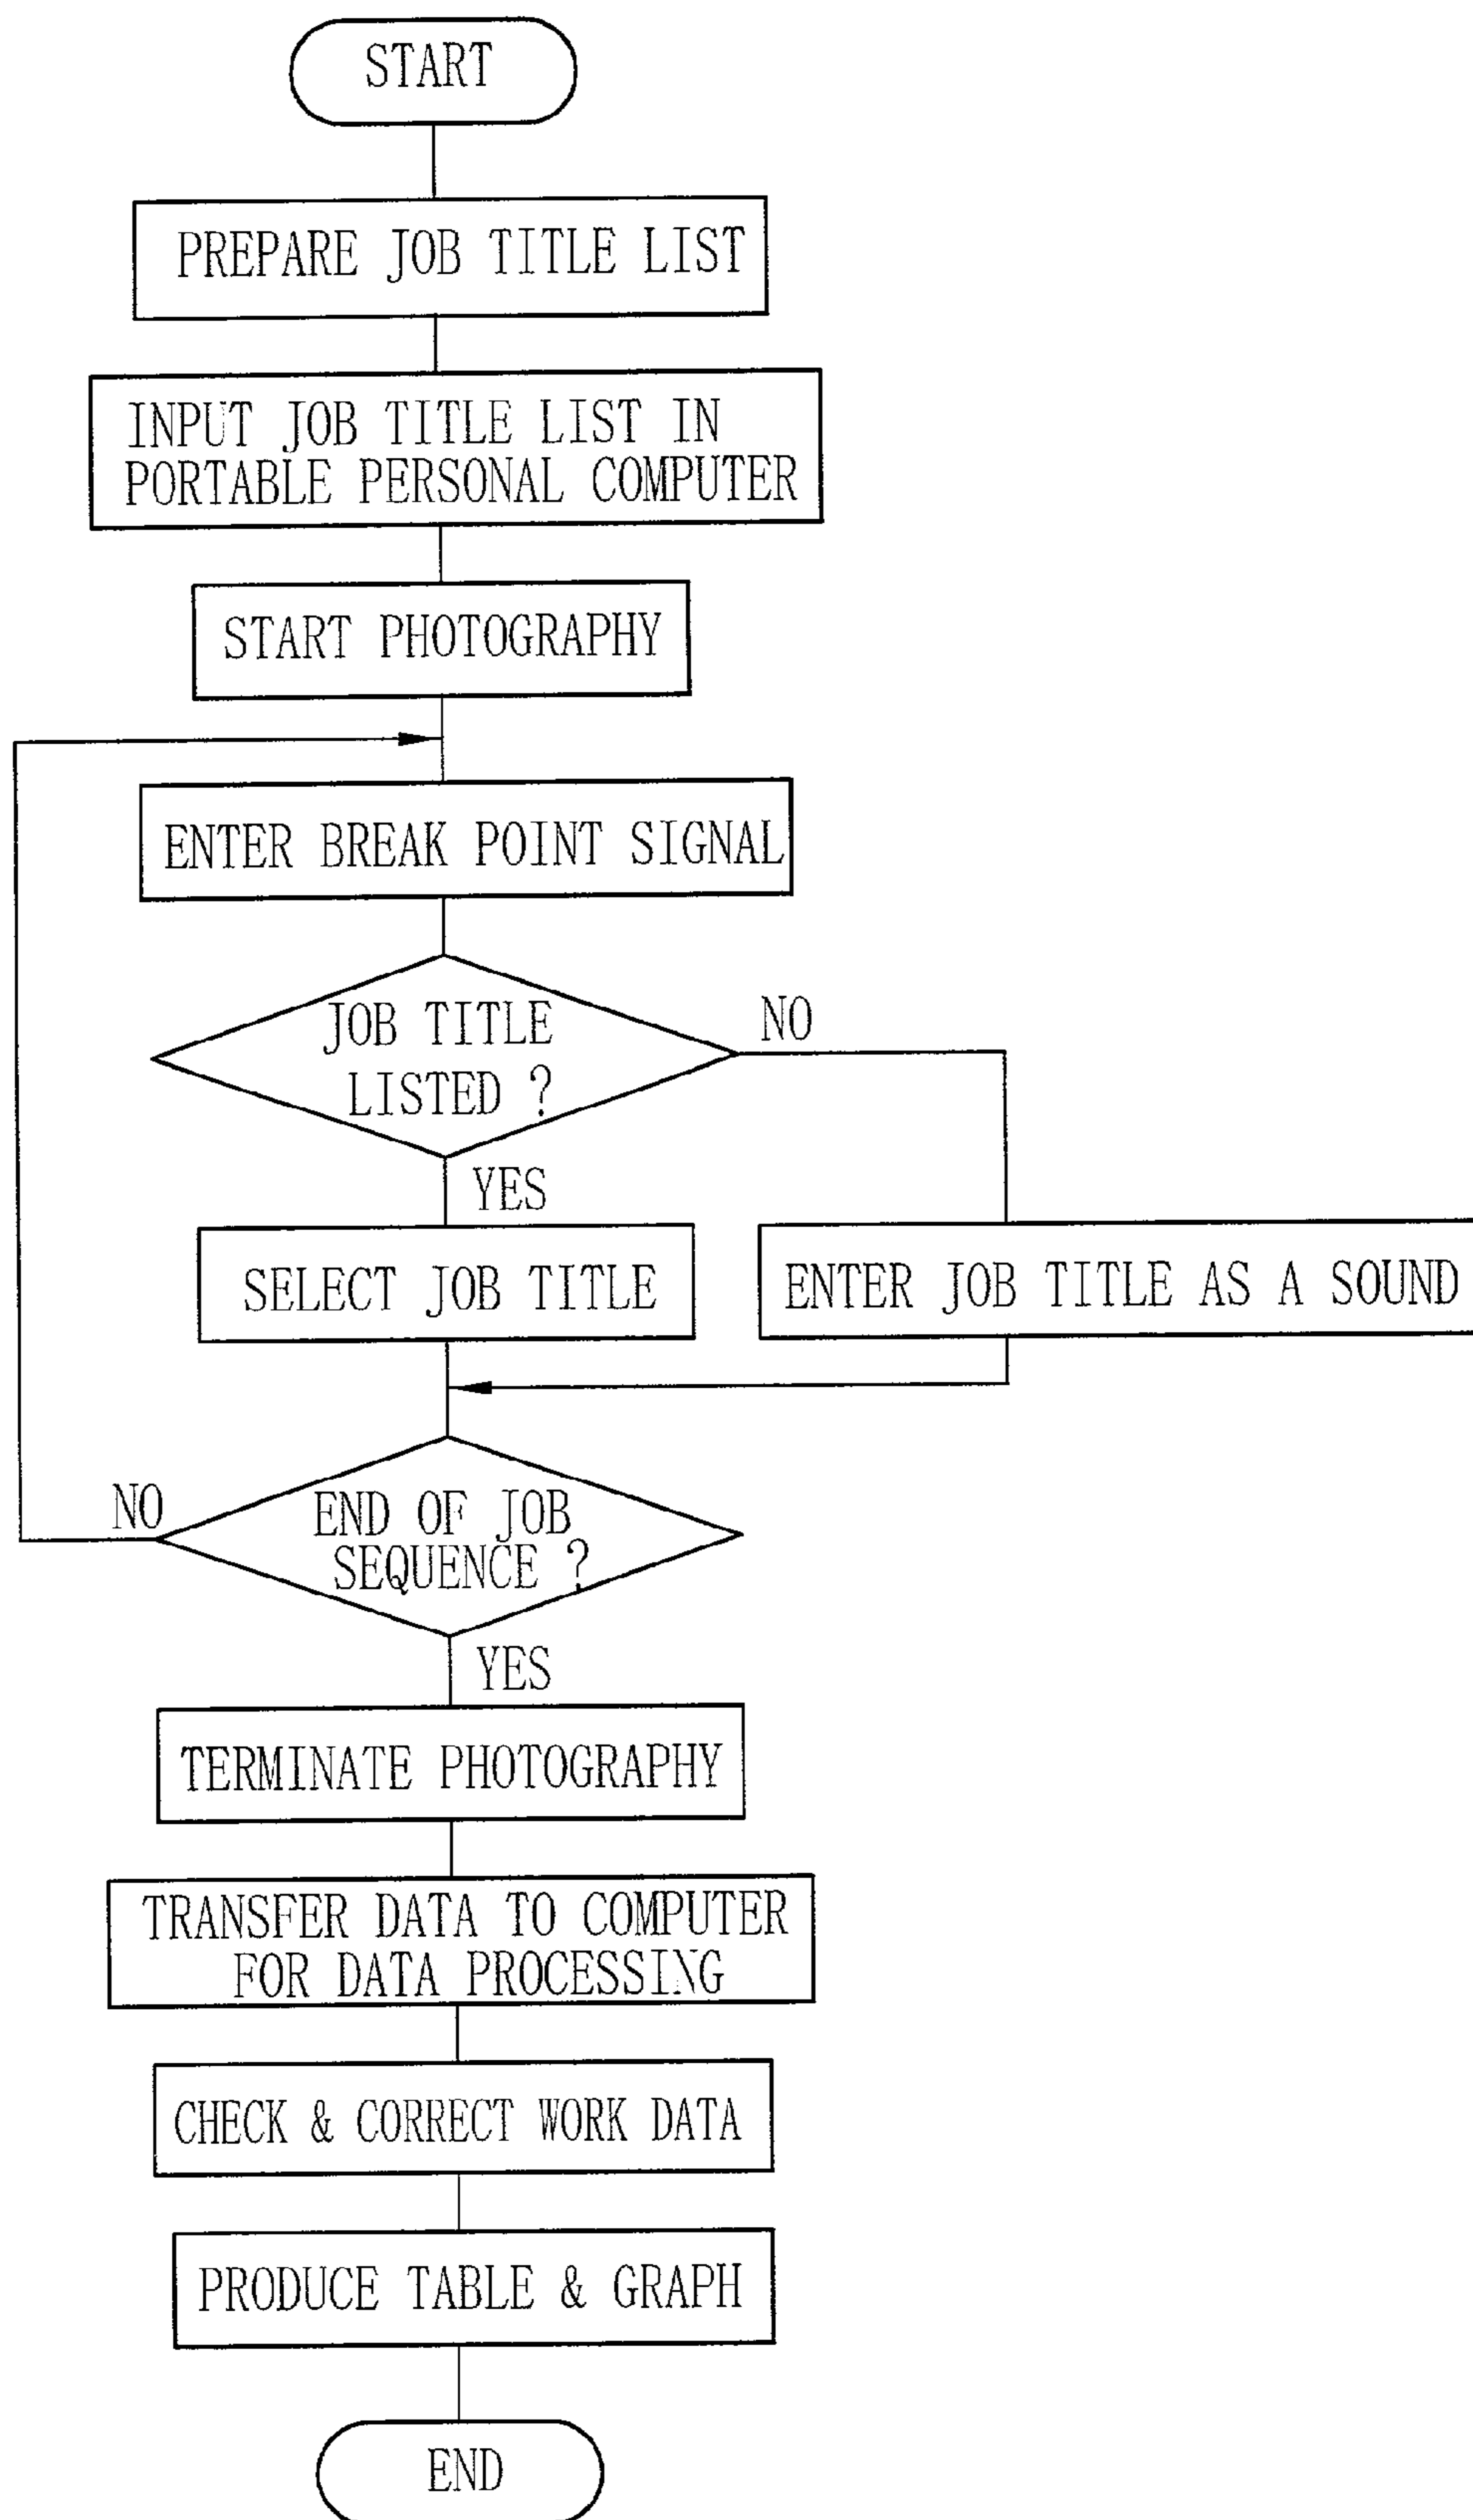 START
PREPARE JOB TITLE LIST
INPUT JOB TITLE LIST IN
PORTABLE PERSONAL COMPUTER
START PHOTOGRAPHY
ENTER BREAK POINT SIGNAL
JOB TITLE
LISTED ?
NO
YES
SELECT JOB TITLE
ENTER JOB TITLE AS A SOUND
NO
END OF JOB
SEQUENCE ?
YES
TERMINATE PHOTOGRAPHY
TRANSFER DATA TO COMPUTER
FOR DATA PROCESSING
CHECK & CORRECT WORK DATA
PRODUCE TABLE & GRAPH
END